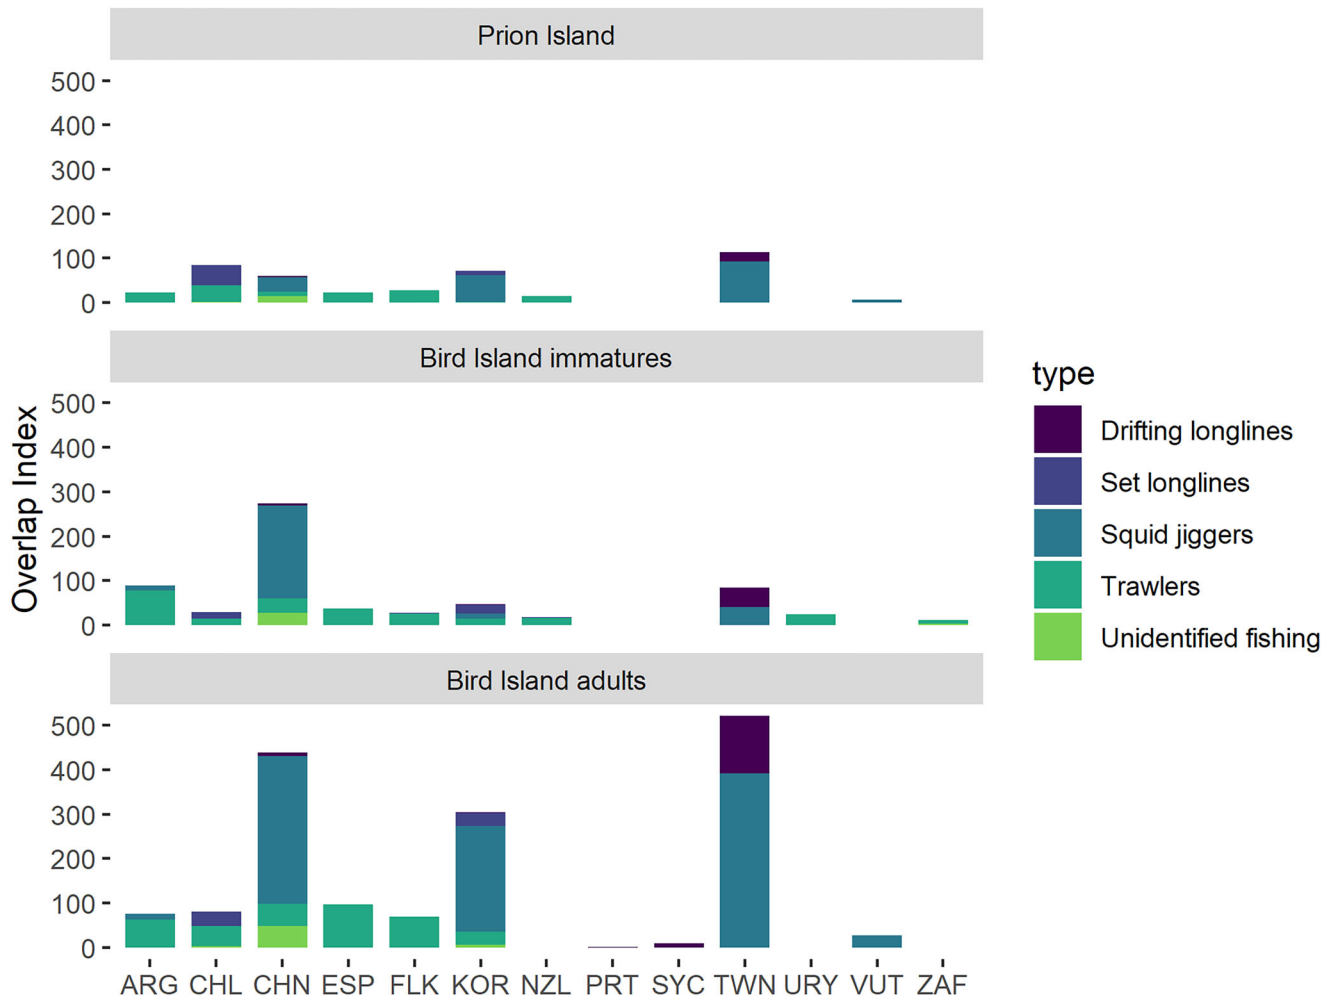 Prion Island
500
400
300
200
100
0
Bird Island immatures
500
400
300
200
100
0
Bird Island adults
500
400
300
200
100
0
Overlap Index
ARG CHL CHN ESP FLK KOR NZL PRT SYC TWN URY VUT ZAF
type
Drifting longlines
Set longlines
Squid jiggers
Trawlers
Unidentified fishing